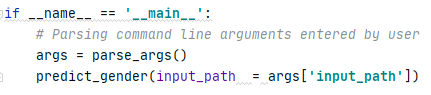 if __name__ == '__main__':
    # Parsing command line arguments entered by user
    args = parse_args()
    predict_gender(input_path  = args['input_path'])